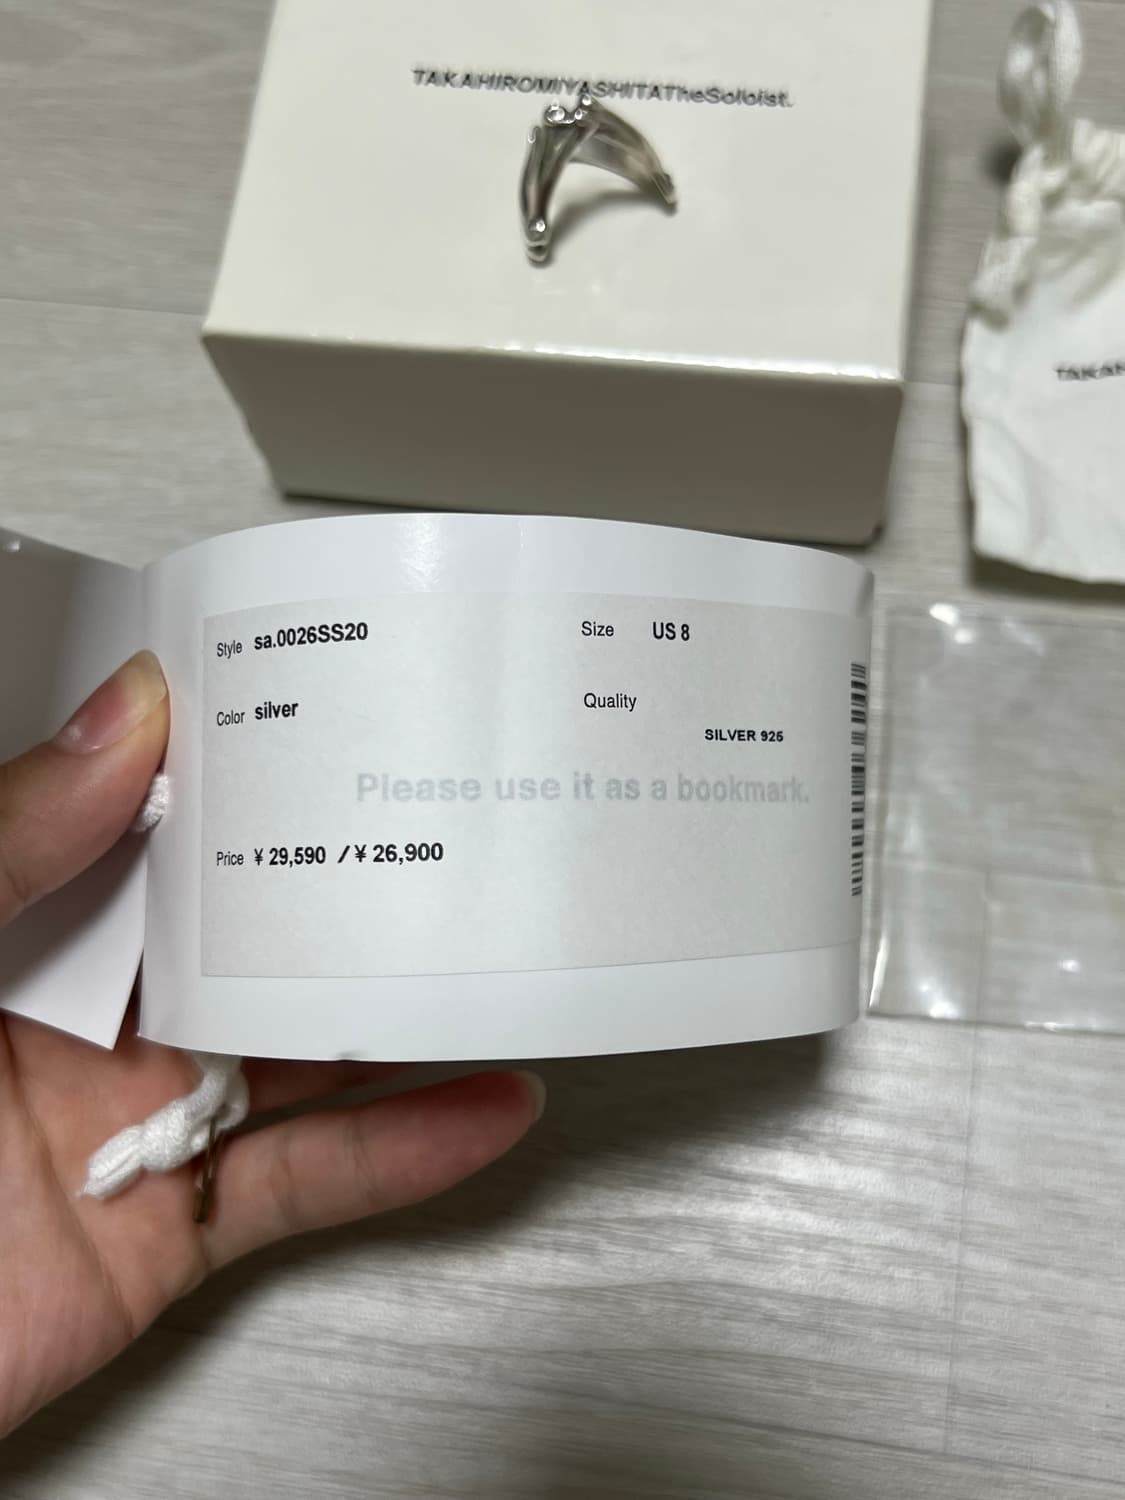 TAKAHIROMIYASHITATheSoloist.
TAKAH
Style sa.0026SS20
Size US 8
Color silver
Quality
SILVER 925
Please use it as a bookmark.
Price ¥ 29,590 / ¥ 26,900